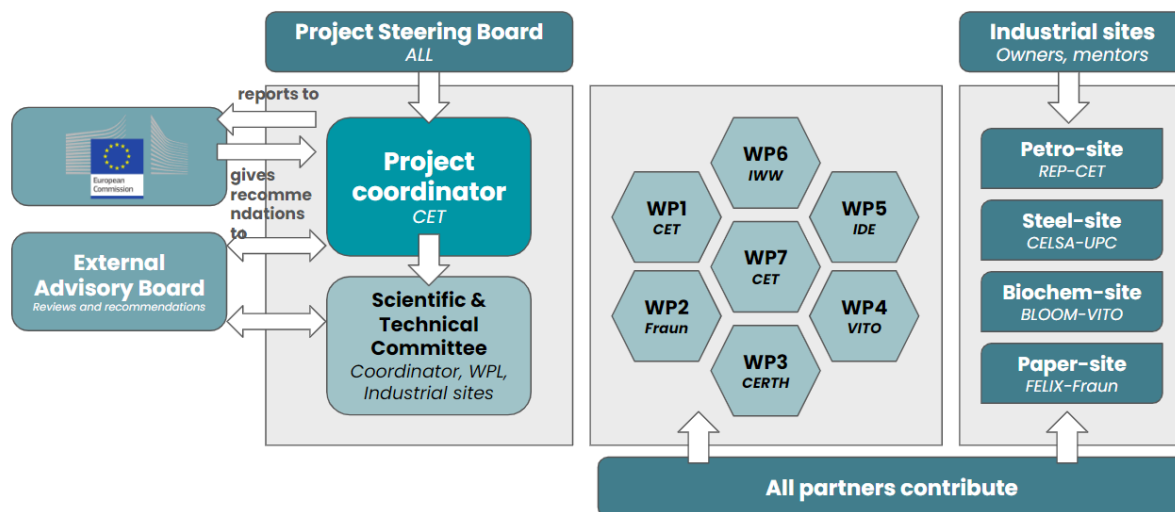 Project Steering Board
ALL
Industrial sites
Owners, mentors
reports to
European
Commission
gives
recomme
ndations
to
Project
coordinator
CET
External
Advisory Board
Reviews and recommendations
Scientific &
Technical
Committee
Coordinator, WPL,
Industrial sites
WP6
IWW
WP1
CET
WP5
IDE
WP7
CET
WP2
Fraun
WP4
VITO
WP3
CERTH
Petro-site
REP-CET
Steel-site
CELSA-UPC
Biochem-site
BLOOM-VITO
Paper-site
FELIX-Fraun
All partners contribute